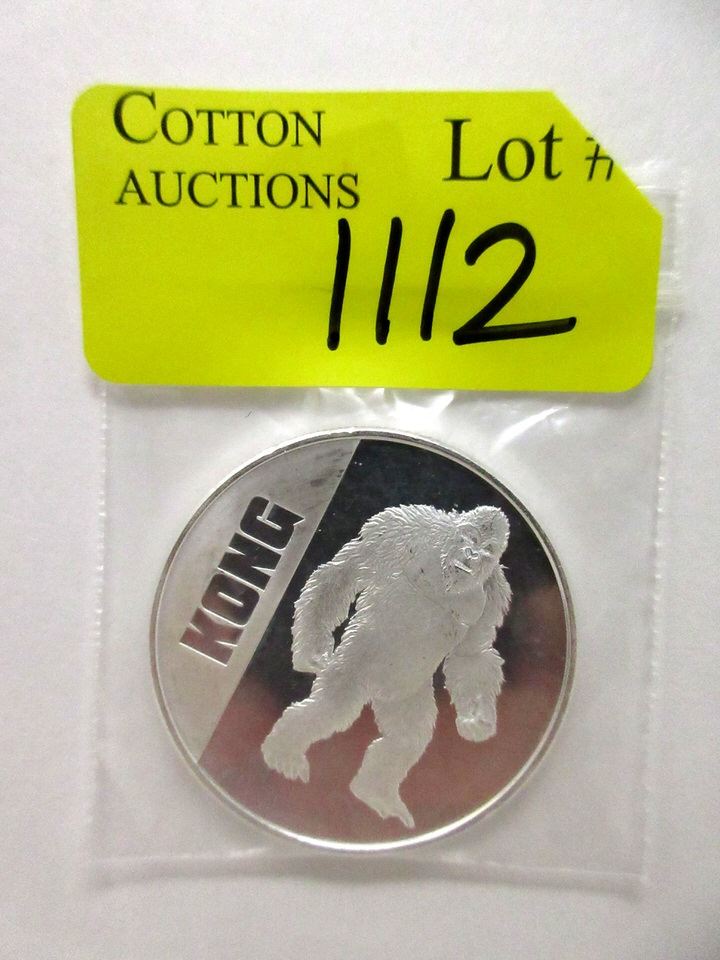 COTTON
AUCTIONS
Lot #
1112
KONG